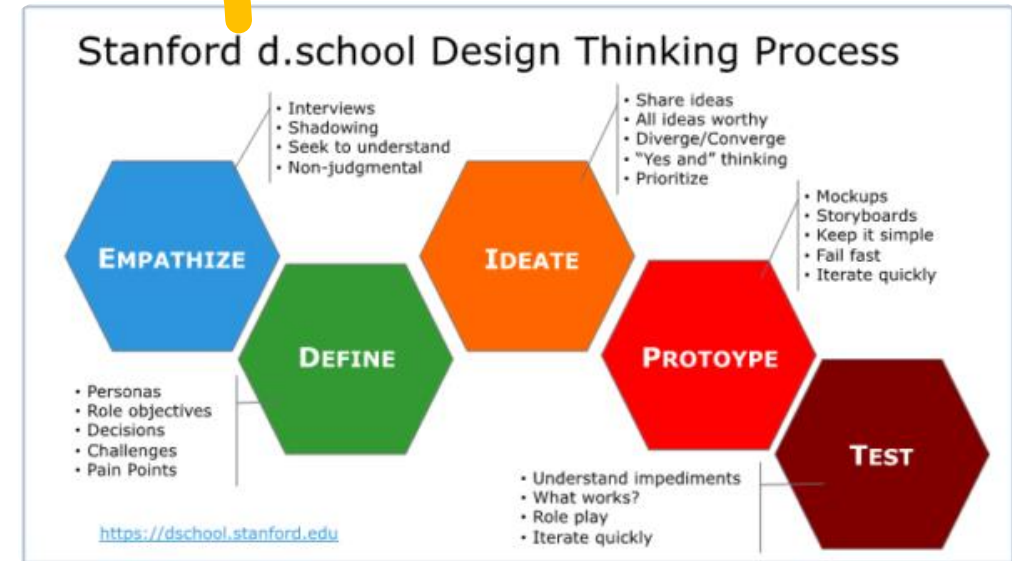 Stanford d.school Design Thinking Process
• Interviews
• Shadowing
• Seek to understand
• Non-judgmental
• Share ideas
• All ideas worthy
• Diverge/Converge
• "Yes and" thinking
• Prioritize
• Mockups
• Storyboards
• Keep it simple
• Fail fast
• Iterate quickly
EMPATHIZE
IDEATE
DEFINE
PROTOYPE
TEST
• Personas
• Role objectives
• Decisions
• Challenges
• Pain Points
• Understand impediments
• What works?
• Role play
• Iterate quickly
https://dschool.stanford.edu